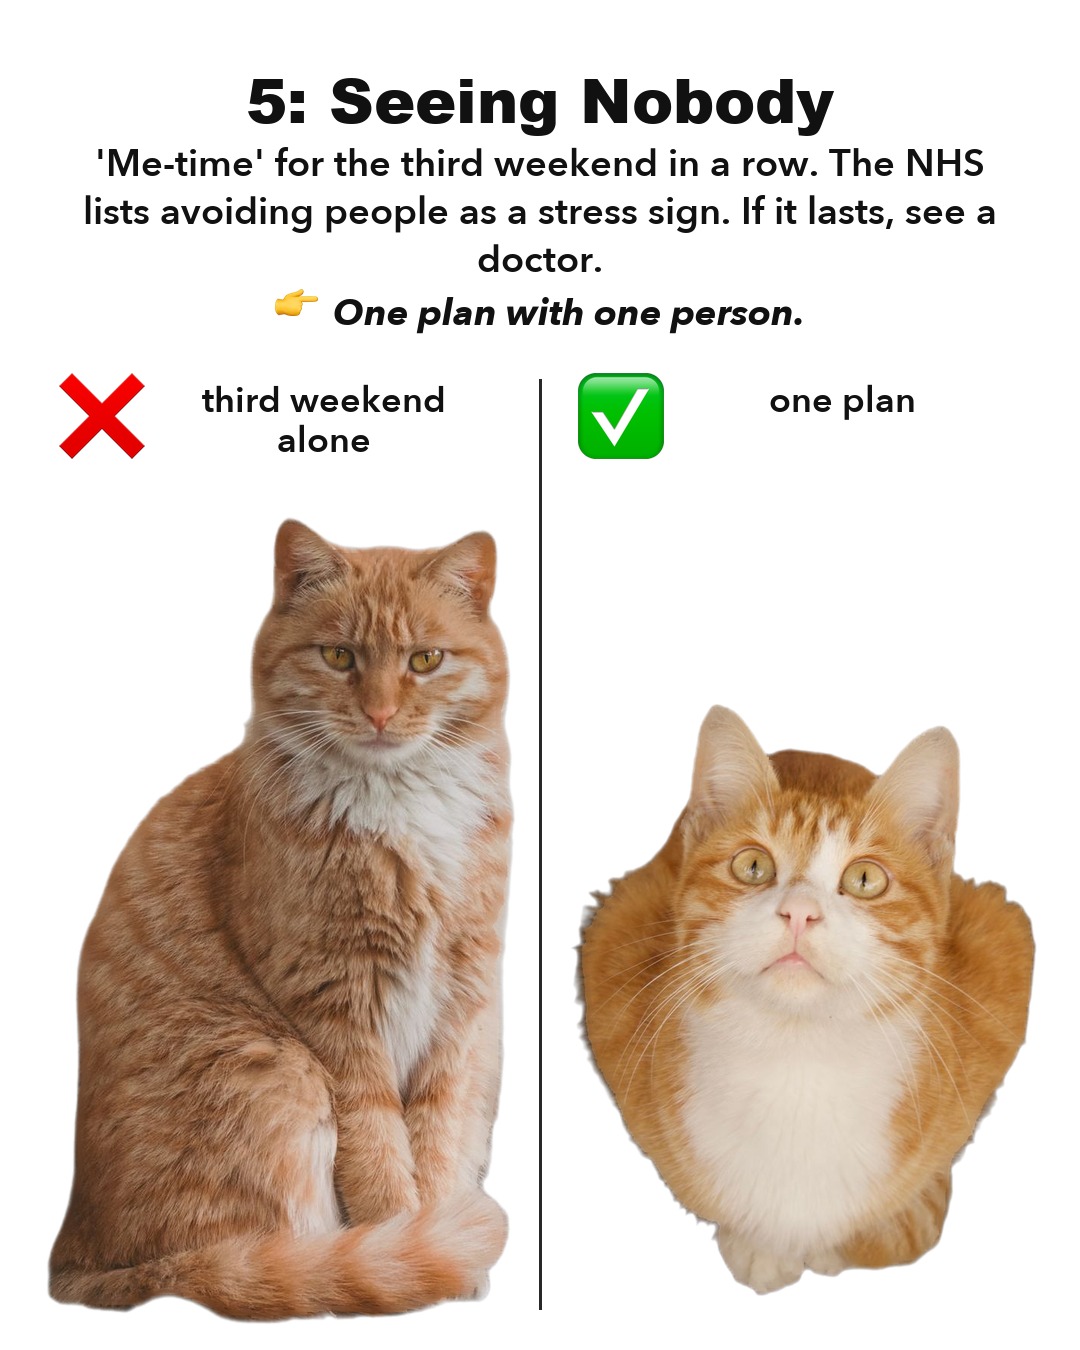 5: Seeing Nobody
'Me-time' for the third weekend in a row. The NHS
lists avoiding people as a stress sign. If it lasts, see a
doctor.
👉 One plan with one person.
❌ third weekend
alone
✅ one plan